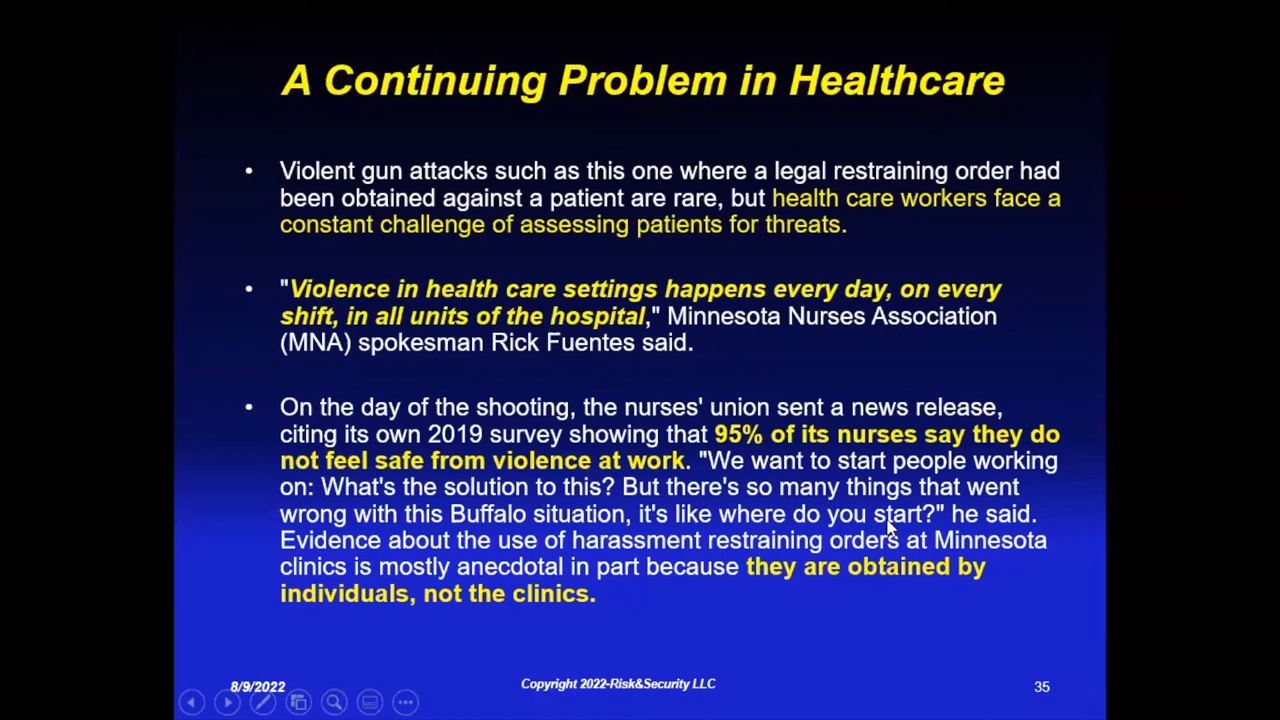 A Continuing Problem in Healthcare
• Violent gun attacks such as this one where a legal restraining order had
been obtained against a patient are rare, but health care workers face a
constant challenge of assessing patients for threats.
• "Violence in health care settings happens every day, on every
shift, in all units of the hospital," Minnesota Nurses Association
(MNA) spokesman Rick Fuentes said.
• On the day of the shooting, the nurses' union sent a news release,
citing its own 2019 survey showing that 95% of its nurses say they do
not feel safe from violence at work. "We want to start people working
on: What's the solution to this? But there's so many things that went
wrong with this Buffalo situation, it's like where do you start?" he said.
Evidence about the use of harassment restraining orders at Minnesota
clinics is mostly anecdotal in part because they are obtained by
individuals, not the clinics.
8/9/2022
Copyright 2022-Risk&Security LLC
35